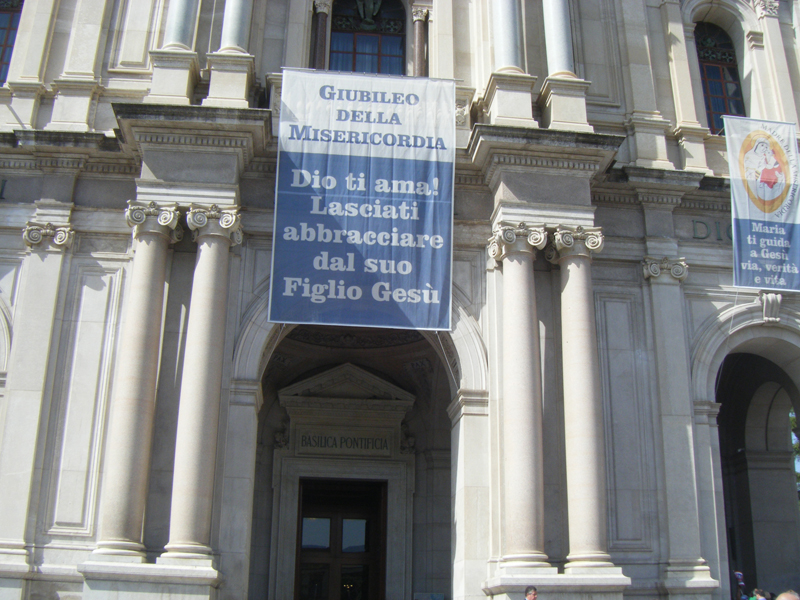 GIUBILEO
DELLA
MISERICORDIA
Dio ti ama!
Lasciati
abbracciare
dal suo
Figlio Gesù
BASILICA PONTIFICIA
Maria
ti guida
a Gesù
via, verità
e vita